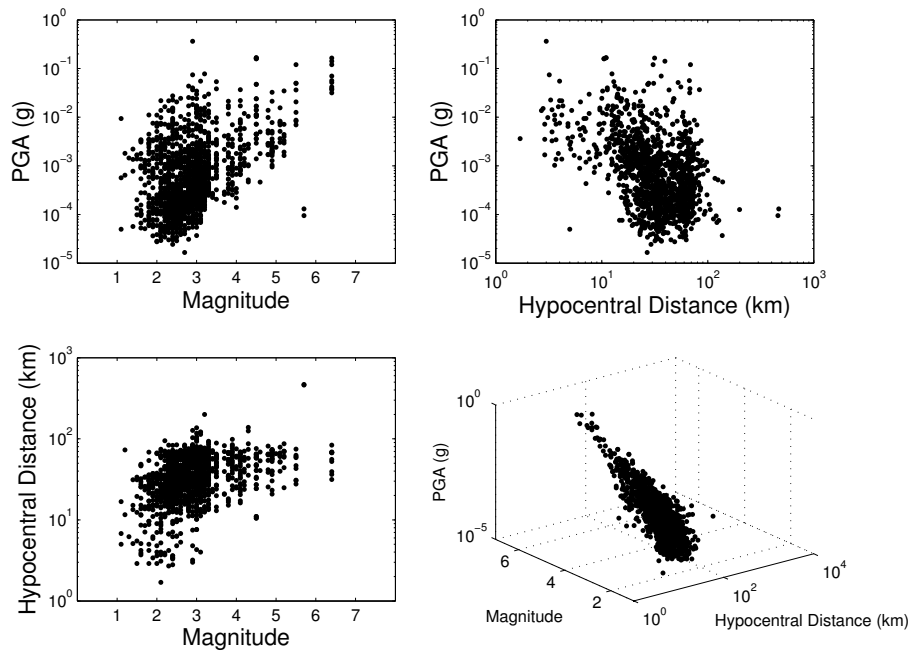 10^0
10^-1
10^-2
10^-3
10^-4
10^-5
PGA (g)
1 2 3 4 5 6 7
Magnitude
10^0
10^-1
10^-2
10^-3
10^-4
10^-5
PGA (g)
10^0 10^1 10^2 10^3
Hypocentral Distance (km)
10^3
10^2
10^1
10^0
Hypocentral Distance (km)
1 2 3 4 5 6 7
Magnitude
10^0
10^-5
PGA (g)
6 4 2
Magnitude
10^0 10^2 10^4
Hypocentral Distance (km)